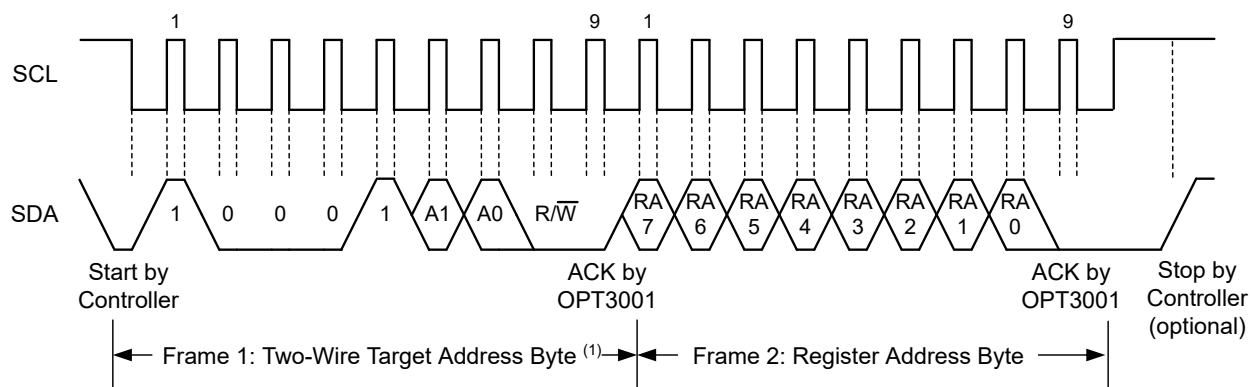 1 9 1 9
SCL
SDA
1 0 0 0 1 A1 A0 R/W̅ RA 7 RA 6 RA 5 RA 4 RA 3 RA 2 RA 1 RA 0
Start by
Controller
ACK by
OPT3001
ACK by
OPT3001
Stop by
Controller
(optional)
Frame 1: Two-Wire Target Address Byte (1)
Frame 2: Register Address Byte